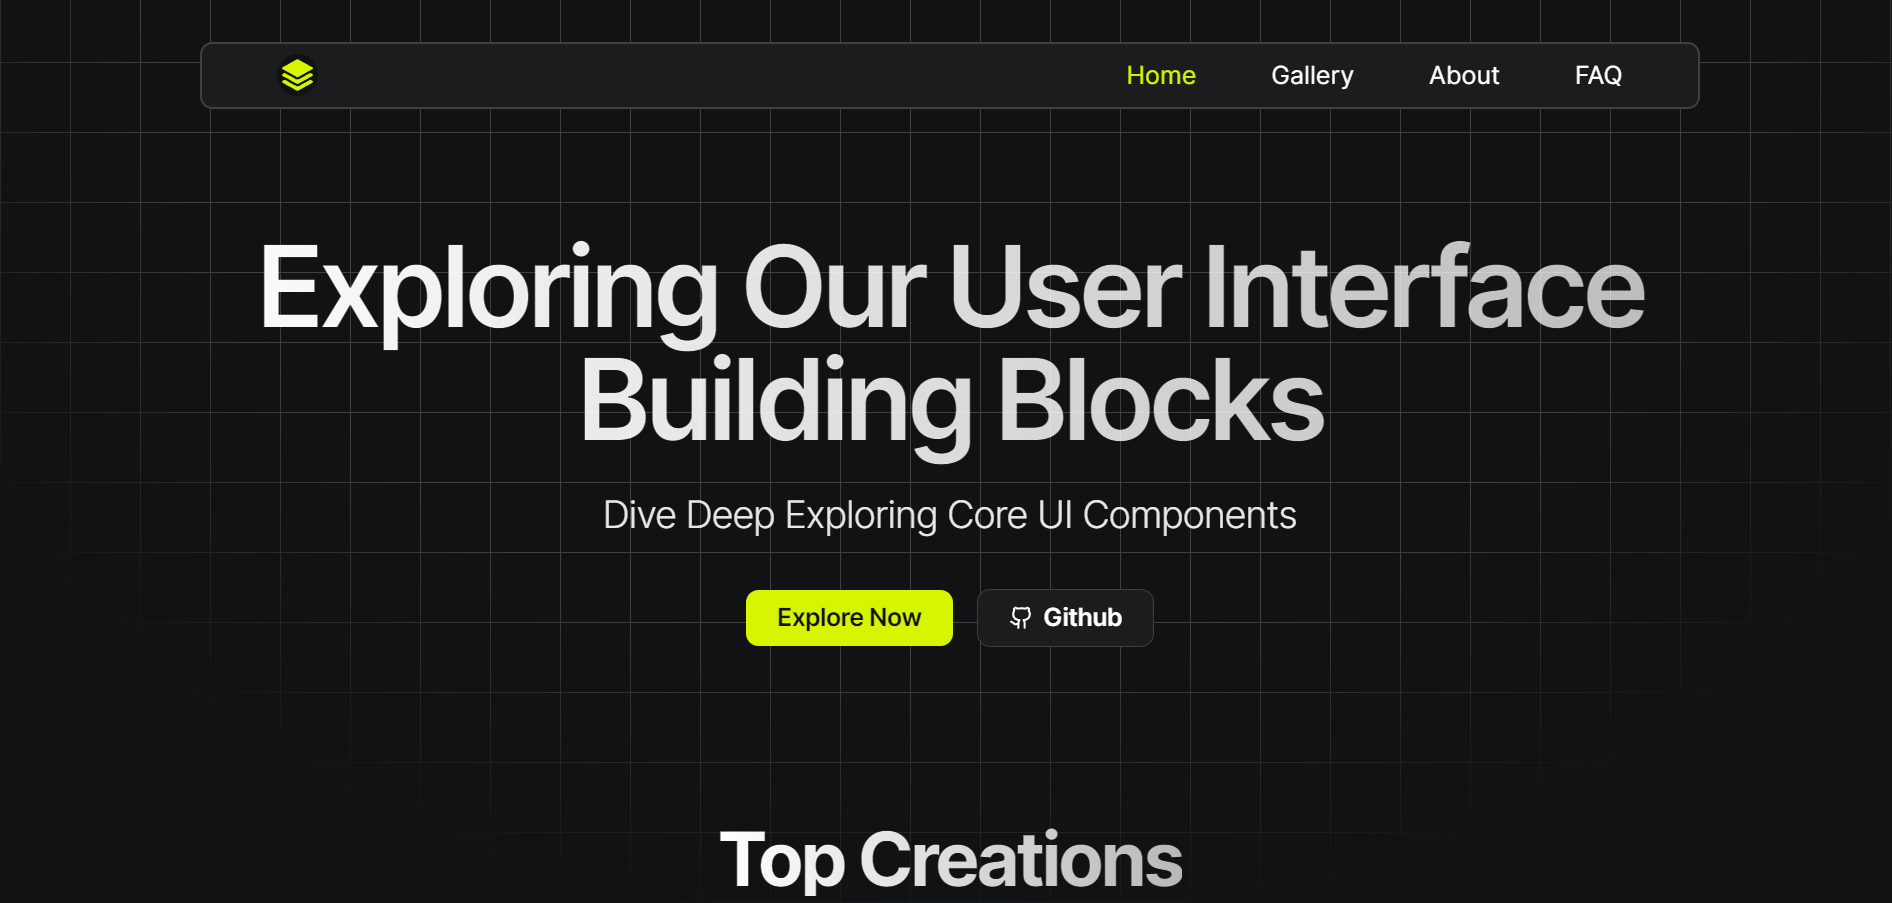 Home Gallery About FAQ
Exploring Our User Interface
Building Blocks
Dive Deep Exploring Core UI Components
Explore Now Github
Top Creations